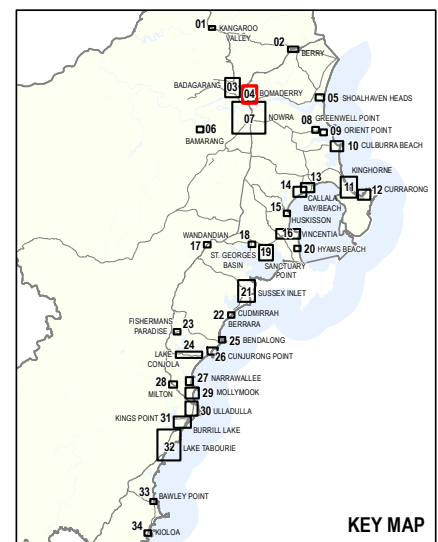 01
KANGAROO
VALLEY
02
BERRY
BADAGARANG
03
04
BOMADERRY
05
SHOALHAVEN HEADS
06
BAMARANG
07
NOWRA
08
GREENWELL POINT
09
ORIENT POINT
10
CULBURRA BEACH
KINGHORNE
11
12
CURRARONG
13
14
CALLALA
BAY/BEACH
15
HUSKISSON
16
VINCENTIA
WANDANDIAN
17
18
ST. GEORGES
BASIN
19
SANCTUARY
POINT
20
HYAMS BEACH
21
SUSSEX INLET
22
CUDMIRRAH
BERRARA
FISHERMANS
PARADISE
23
24
LAKE
CONJOLA
25
BENDALONG
26
CUNJURONG POINT
27
NARRAWALLEE
28
MILTON
29
MOLLYMOOK
30
ULLADULLA
KINGS POINT
31
BURRILL LAKE
32
LAKE TABOURIE
33
BAWLEY POINT
34
KIOLOA
KEY MAP